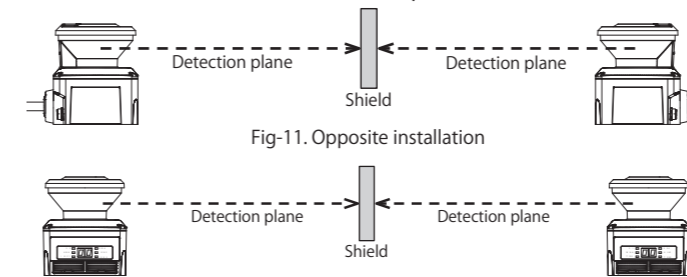 Detection plane
Detection plane
Shield
Fig-11. Opposite installation
Detection plane
Detection plane
Shield